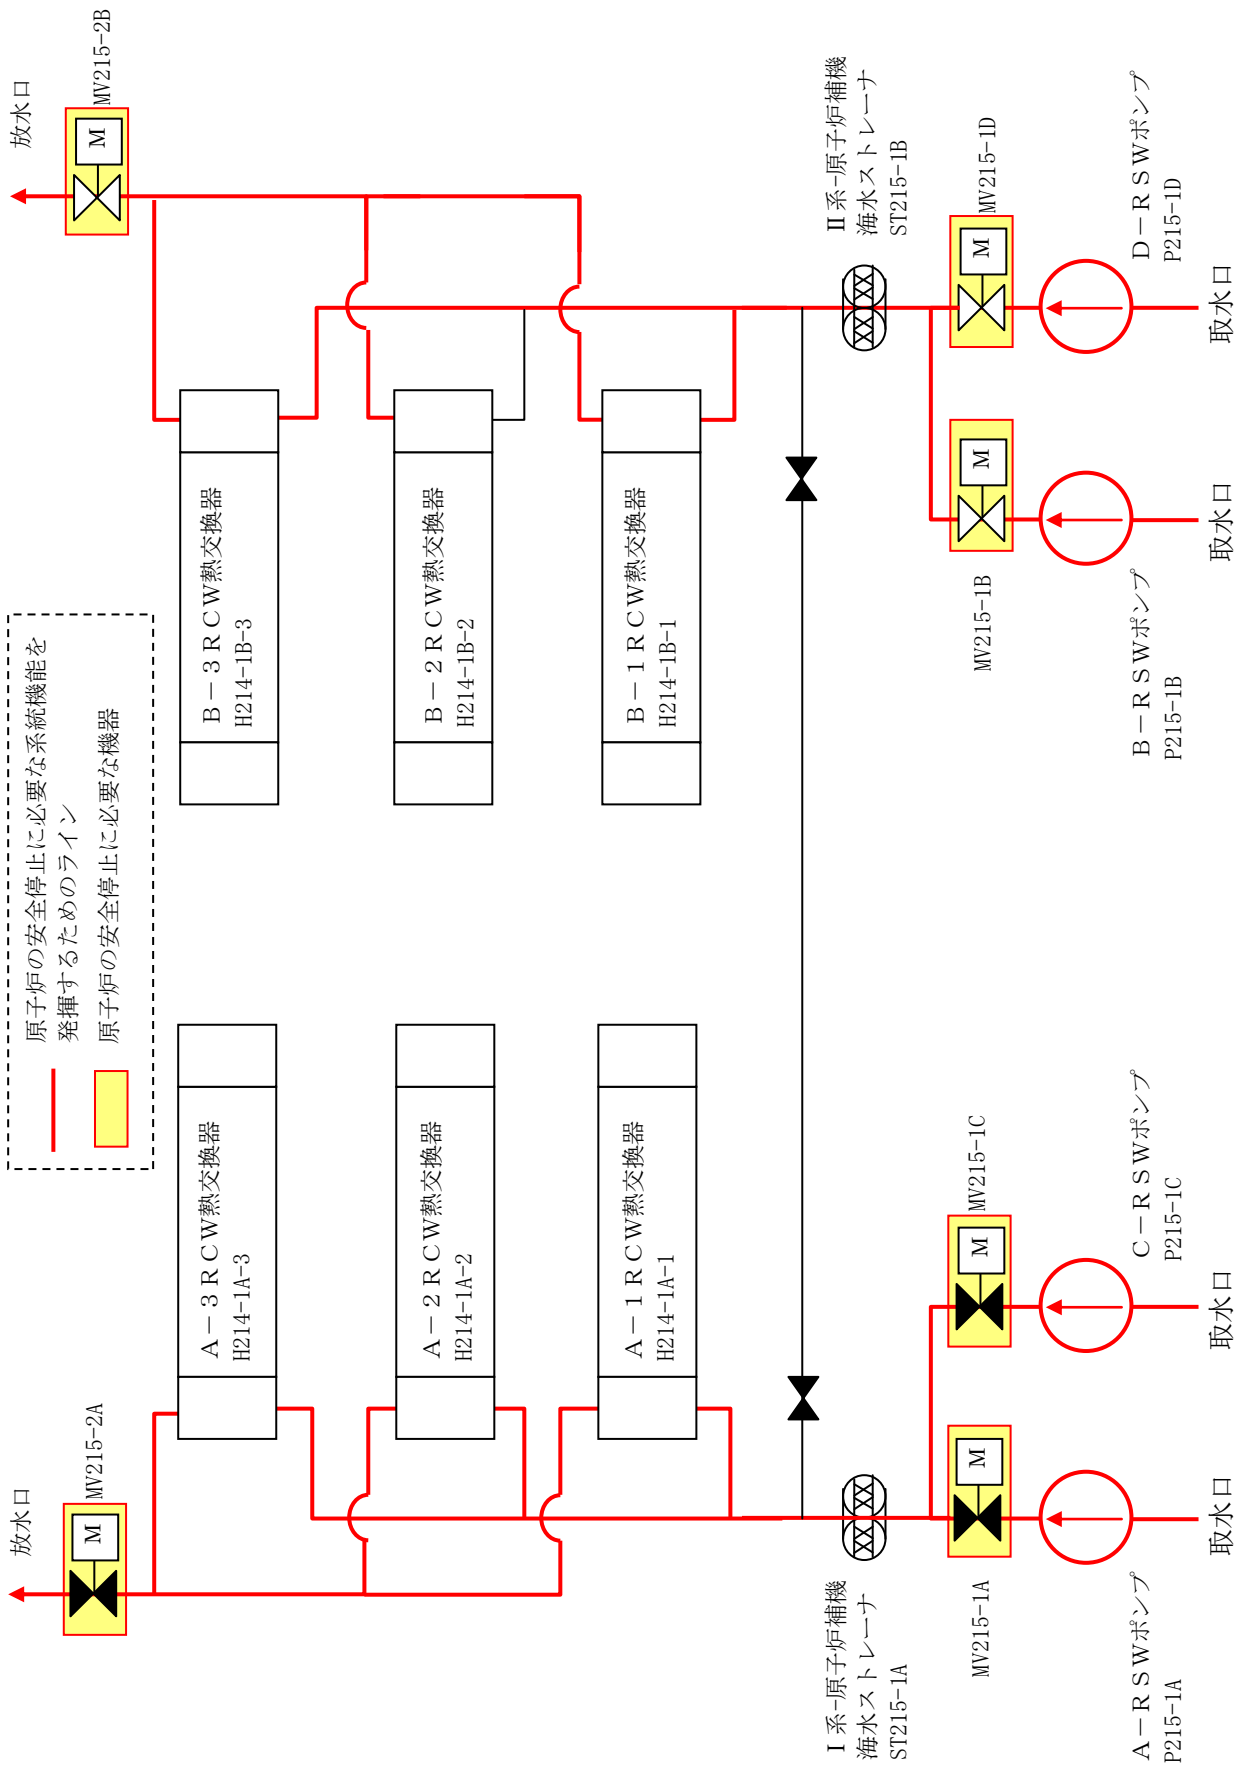 原子炉の安全停止に必要な系統機能を
発揮するためのライン
原子炉の安全停止に必要な機器
放水口
M
MV215-2A
放水口
M
MV215-2B
A－3RCW熱交換器
H214-1A-3
B－3RCW熱交換器
H214-1B-3
A－2RCW熱交換器
H214-1A-2
B－2RCW熱交換器
H214-1B-2
A－1RCW熱交換器
H214-1A-1
B－1RCW熱交換器
H214-1B-1
Ⅰ系-原子炉補機
海水ストレーナ
ST215-1A
Ⅱ系-原子炉補機
海水ストレーナ
ST215-1B
MV215-1A
M
M
MV215-1C
MV215-1B
M
M
MV215-1D
A－RSWポンプ
P215-1A
C－RSWポンプ
P215-1C
B－RSWポンプ
P215-1B
D－RSWポンプ
P215-1D
取水口
取水口
取水口
取水口